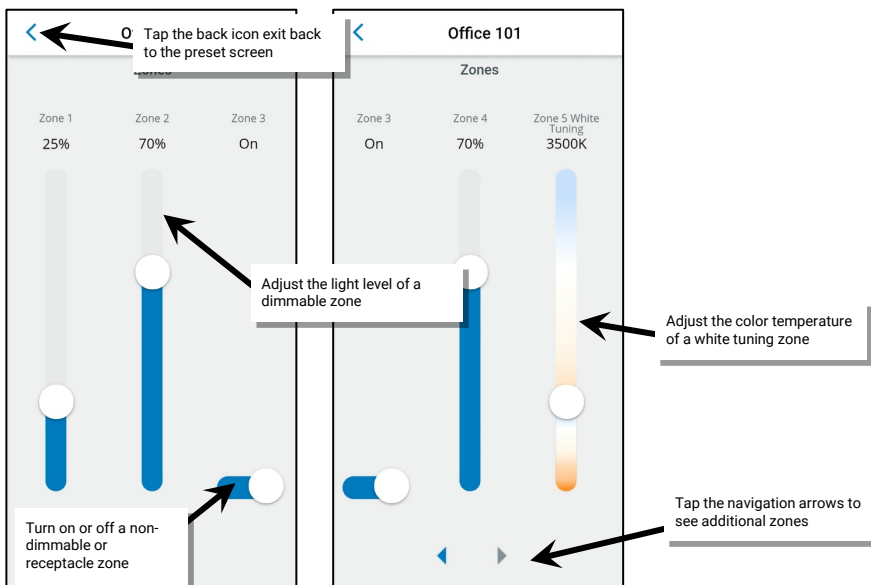 O
Tap the back icon exit back
to the preset screen
Zones
Zone 1
25%
Zone 2
70%
Zone 3
On
Adjust the light level of a
dimmable zone
Turn on or off a non-
dimmable or
receptacle zone
Office 101
Zones
Zone 3
On
Zone 4
70%
Zone 5 White
Tuning
3500K
Adjust the color temperature
of a white tuning zone
Tap the navigation arrows to
see additional zones